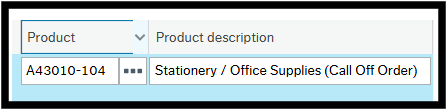 Product Product description
A43010-104 Stationery / Office Supplies (Call Off Order)